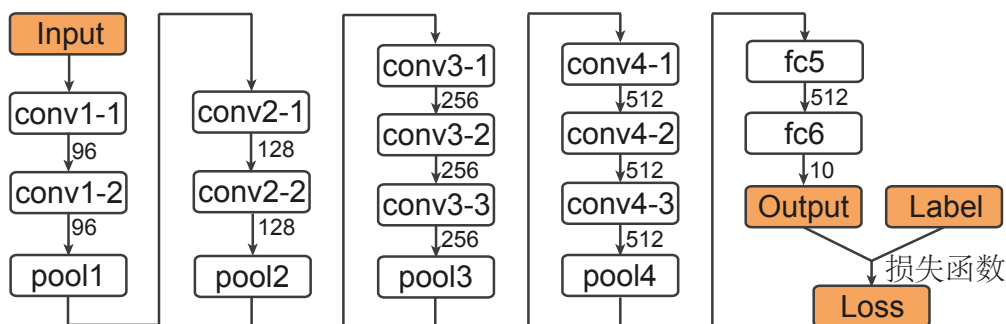 Input
conv1-1
96
conv1-2
96
pool1
conv2-1
128
conv2-2
128
pool2
conv3-1
256
conv3-2
256
conv3-3
256
pool3
conv4-1
512
conv4-2
512
conv4-3
512
pool4
fc5
512
fc6
10
Output
Label
损失函数
Loss